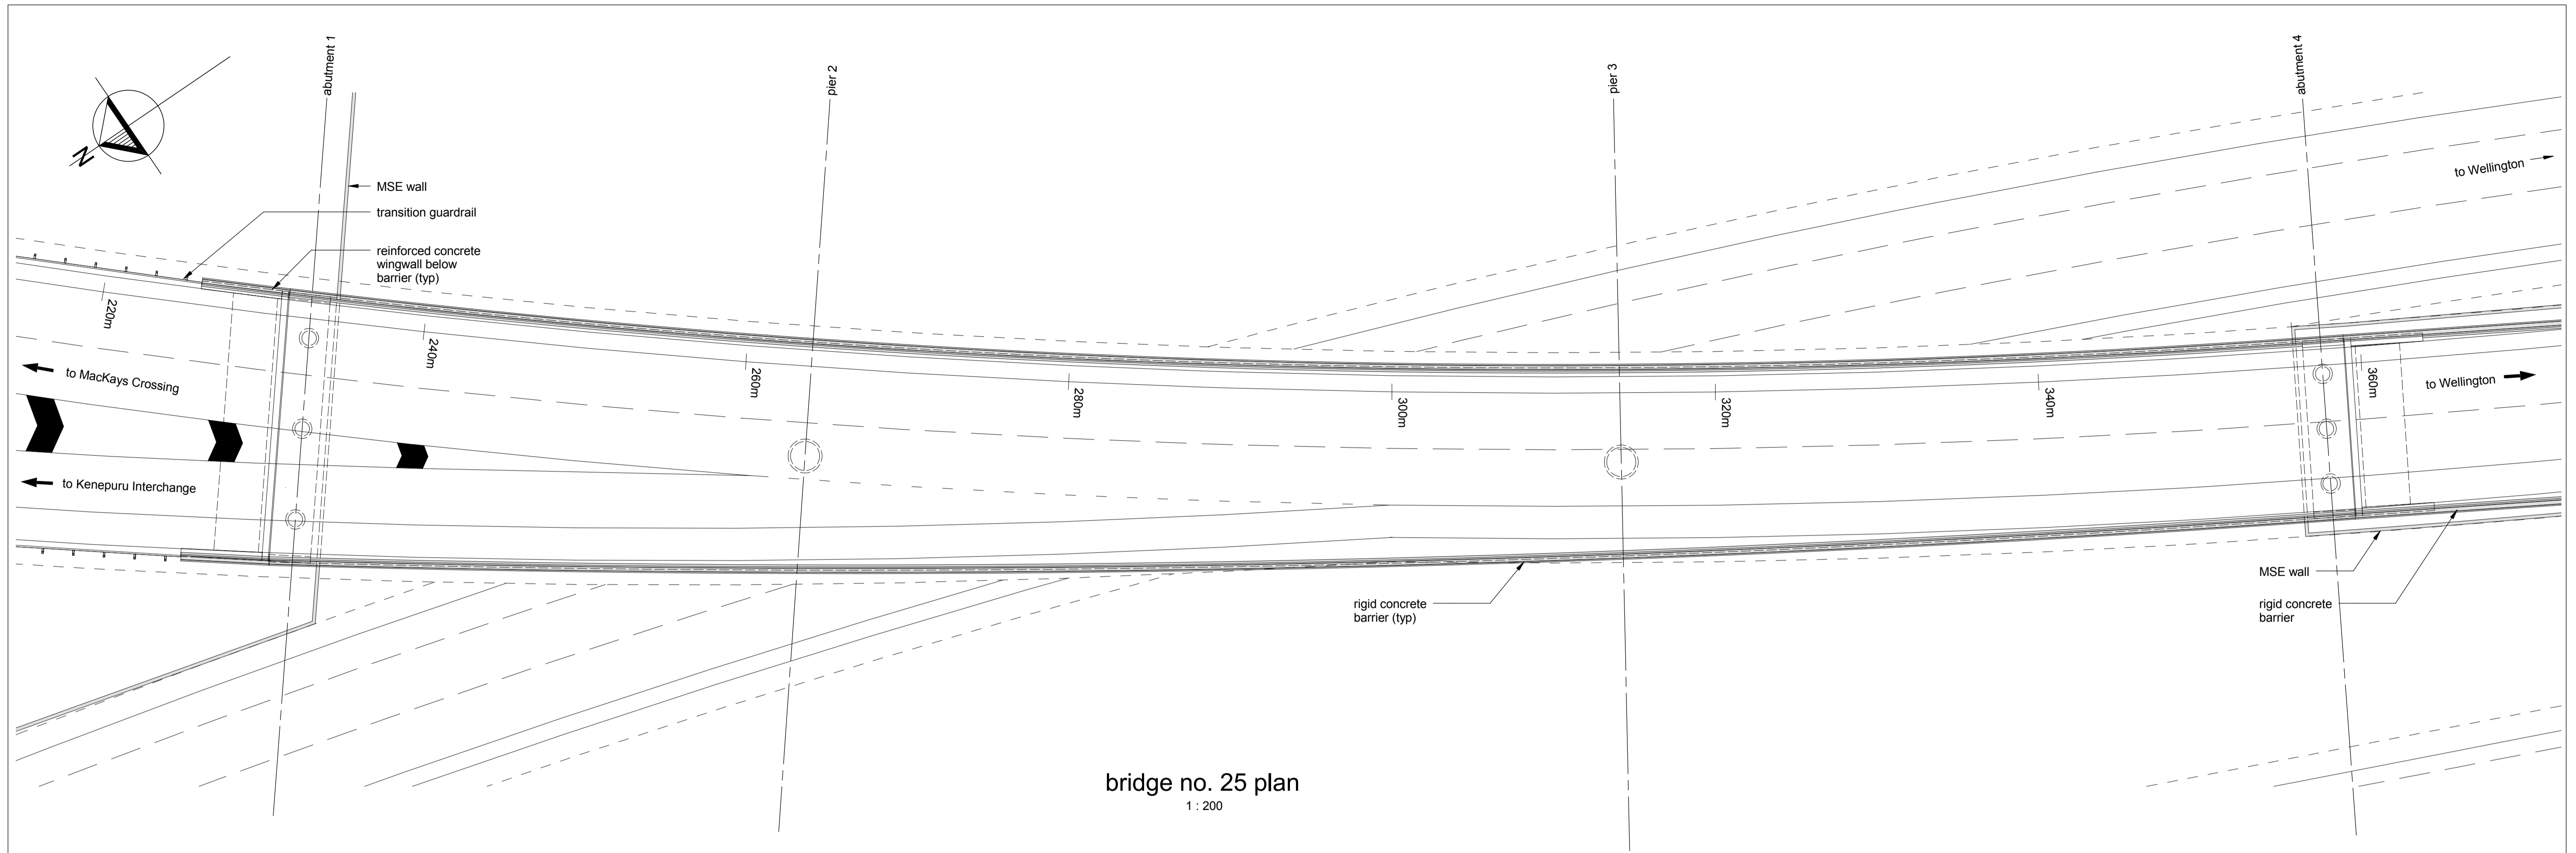 abutment 1
pier 2
pier 3
abutment 4
N
MSE wall
transition guardrail
reinforced concrete
wingwall below
barrier (typ)
to Wellington
220m
240m
260m
280m
300m
320m
340m
360m
to MacKays Crossing
to Wellington
to Kenepuru Interchange
MSE wall
rigid concrete
barrier (typ)
rigid concrete
barrier
bridge no. 25 plan
1 : 200